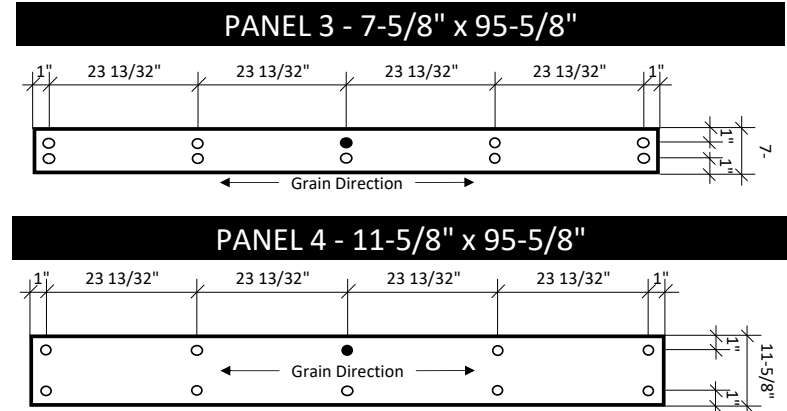 PANEL 3 - 7-5/8" x 95-5/8"
1" 23 13/32" 23 13/32" 23 13/32" 23 13/32" 1"
1"
7-
1"
Grain Direction
PANEL 4 - 11-5/8" x 95-5/8"
1" 23 13/32" 23 13/32" 23 13/32" 23 13/32" 1"
1"
11-5/8"
Grain Direction
1"